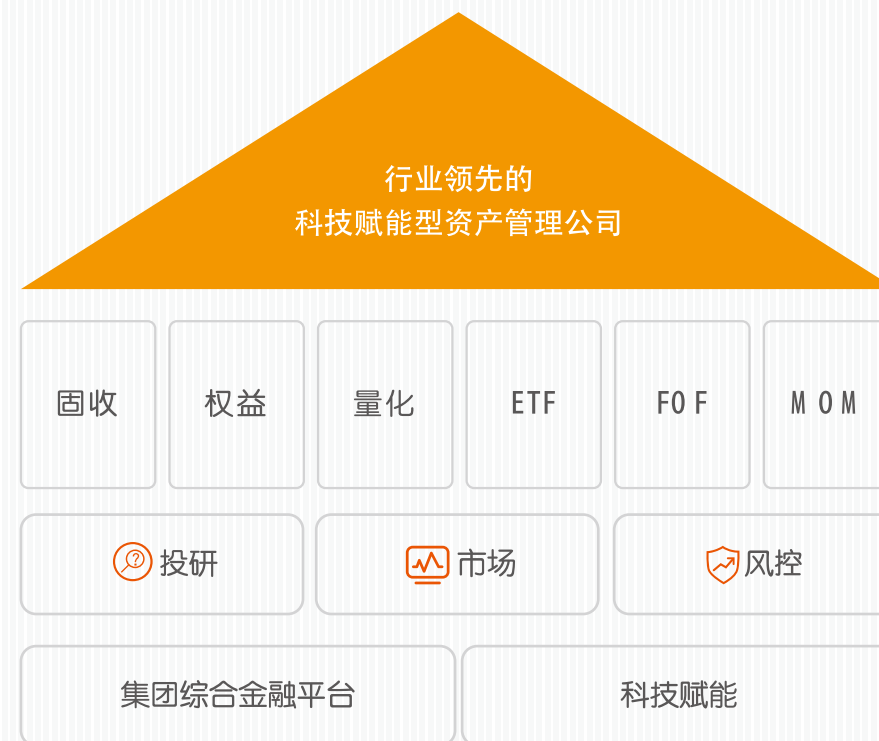 行业领先的
科技赋能型资产管理公司
固收 权益 量化 ETF FOF MOM
投研 市场 风控
集团综合金融平台 科技赋能